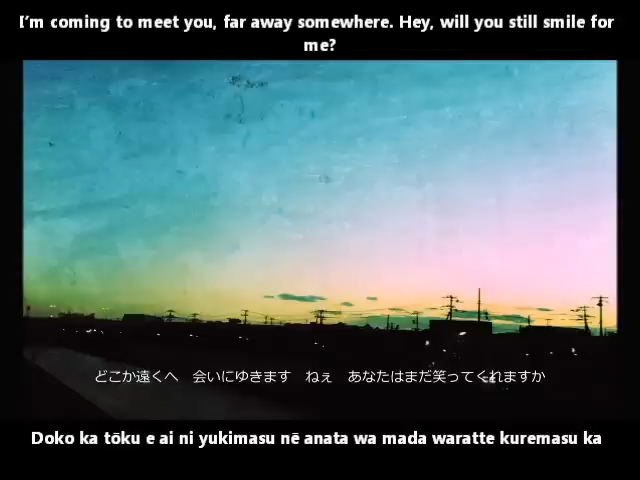 I'm coming to meet you, far away somewhere. Hey, will you still smile for
me?
どこか遠くへ　会いにゆきます　ねぇ　あなたはまだ笑ってくれますか
Doko ka tōku e ai ni yukimasu nē anata wa mada waratte kuremasu ka